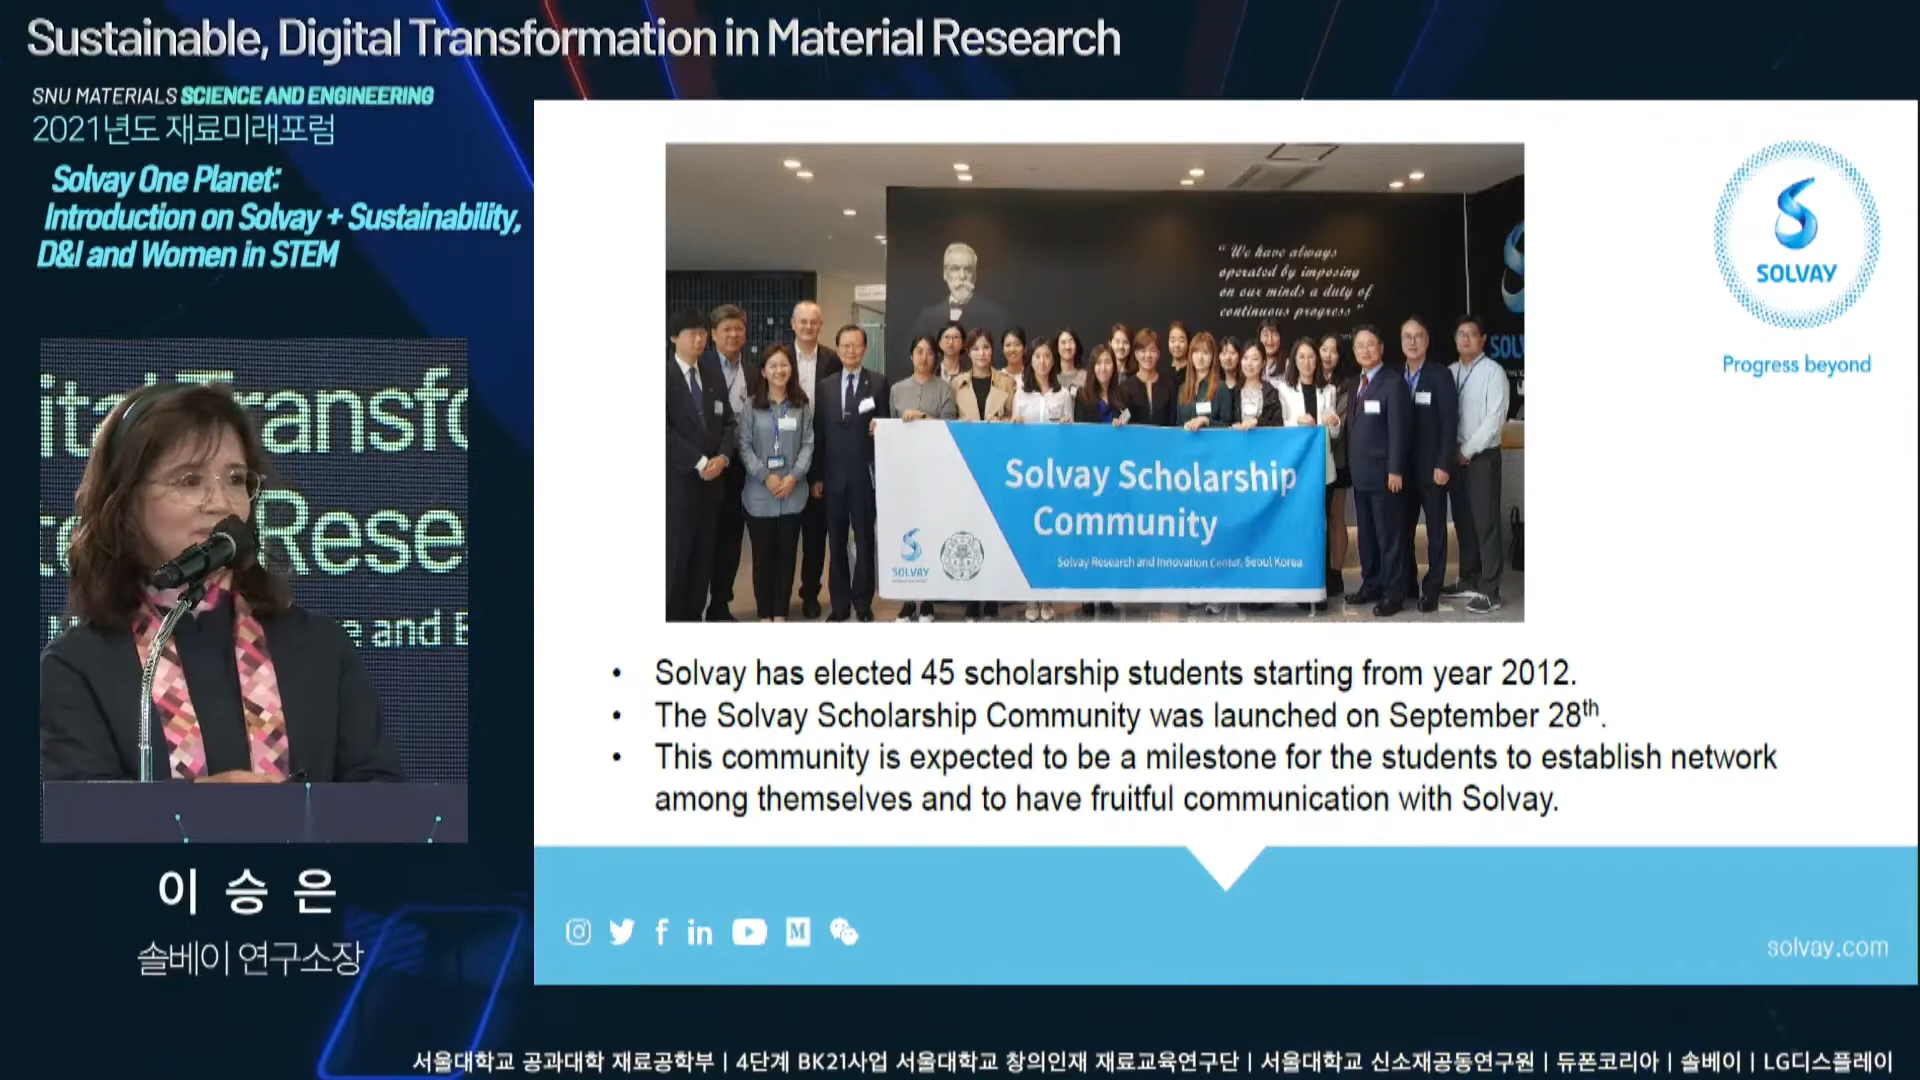 Sustainable, Digital Transformation in Material Research
SNU MATERIALS SCIENCE AND ENGINEERING
2021년도 재료미래포럼
Solvay One Planet:
Introduction on Solvay + Sustainability,
D&I and Women in STEM
ital Transfo
Rese
e and E
이 승 은
솔베이 연구소장
“ We have always
operated by imposing
on our minds a duty of
continuous progress ”
SOLV
Solvay Scholarship
Community
Solvay Research and Innovation Center, Seoul Korea
SOLVAY
SOLVAY
Progress beyond
• Solvay has elected 45 scholarship students starting from year 2012.
• The Solvay Scholarship Community was launched on September 28th.
• This community is expected to be a milestone for the students to establish network
among themselves and to have fruitful communication with Solvay.
solvay.com
서울대학교 공과대학 재료공학부 | 4단계 BK21사업 서울대학교 창의인재 재료교육연구단 | 서울대학교 신소재공동연구원 | 듀폰코리아 | 솔베이 | LG디스플레이